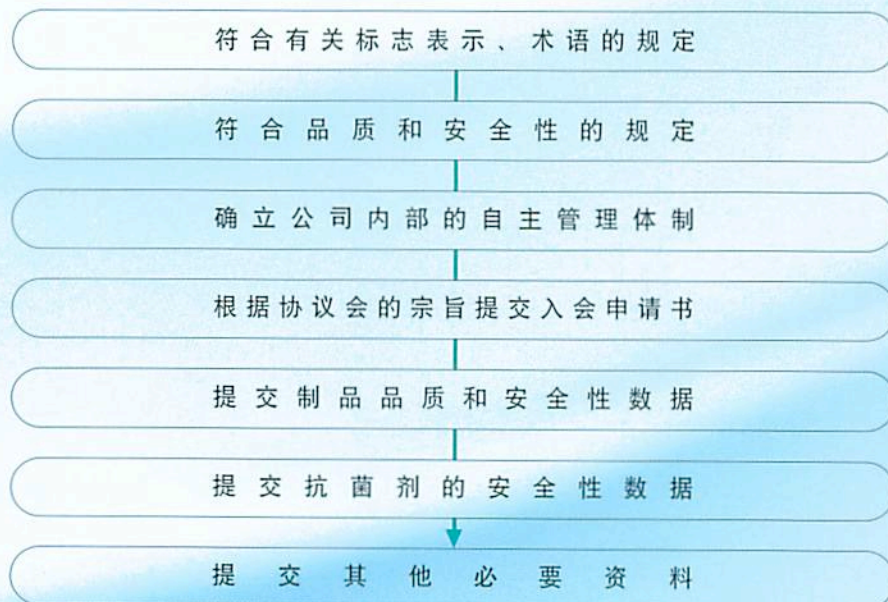 符合有关标志表示、术语的规定
符合品质和安全性的规定
确立公司内部的自主管理体制
根据协议会的宗旨提交入会申请书
提交制品品质和安全性数据
提交抗菌剂的安全性数据
提交其他必要资料